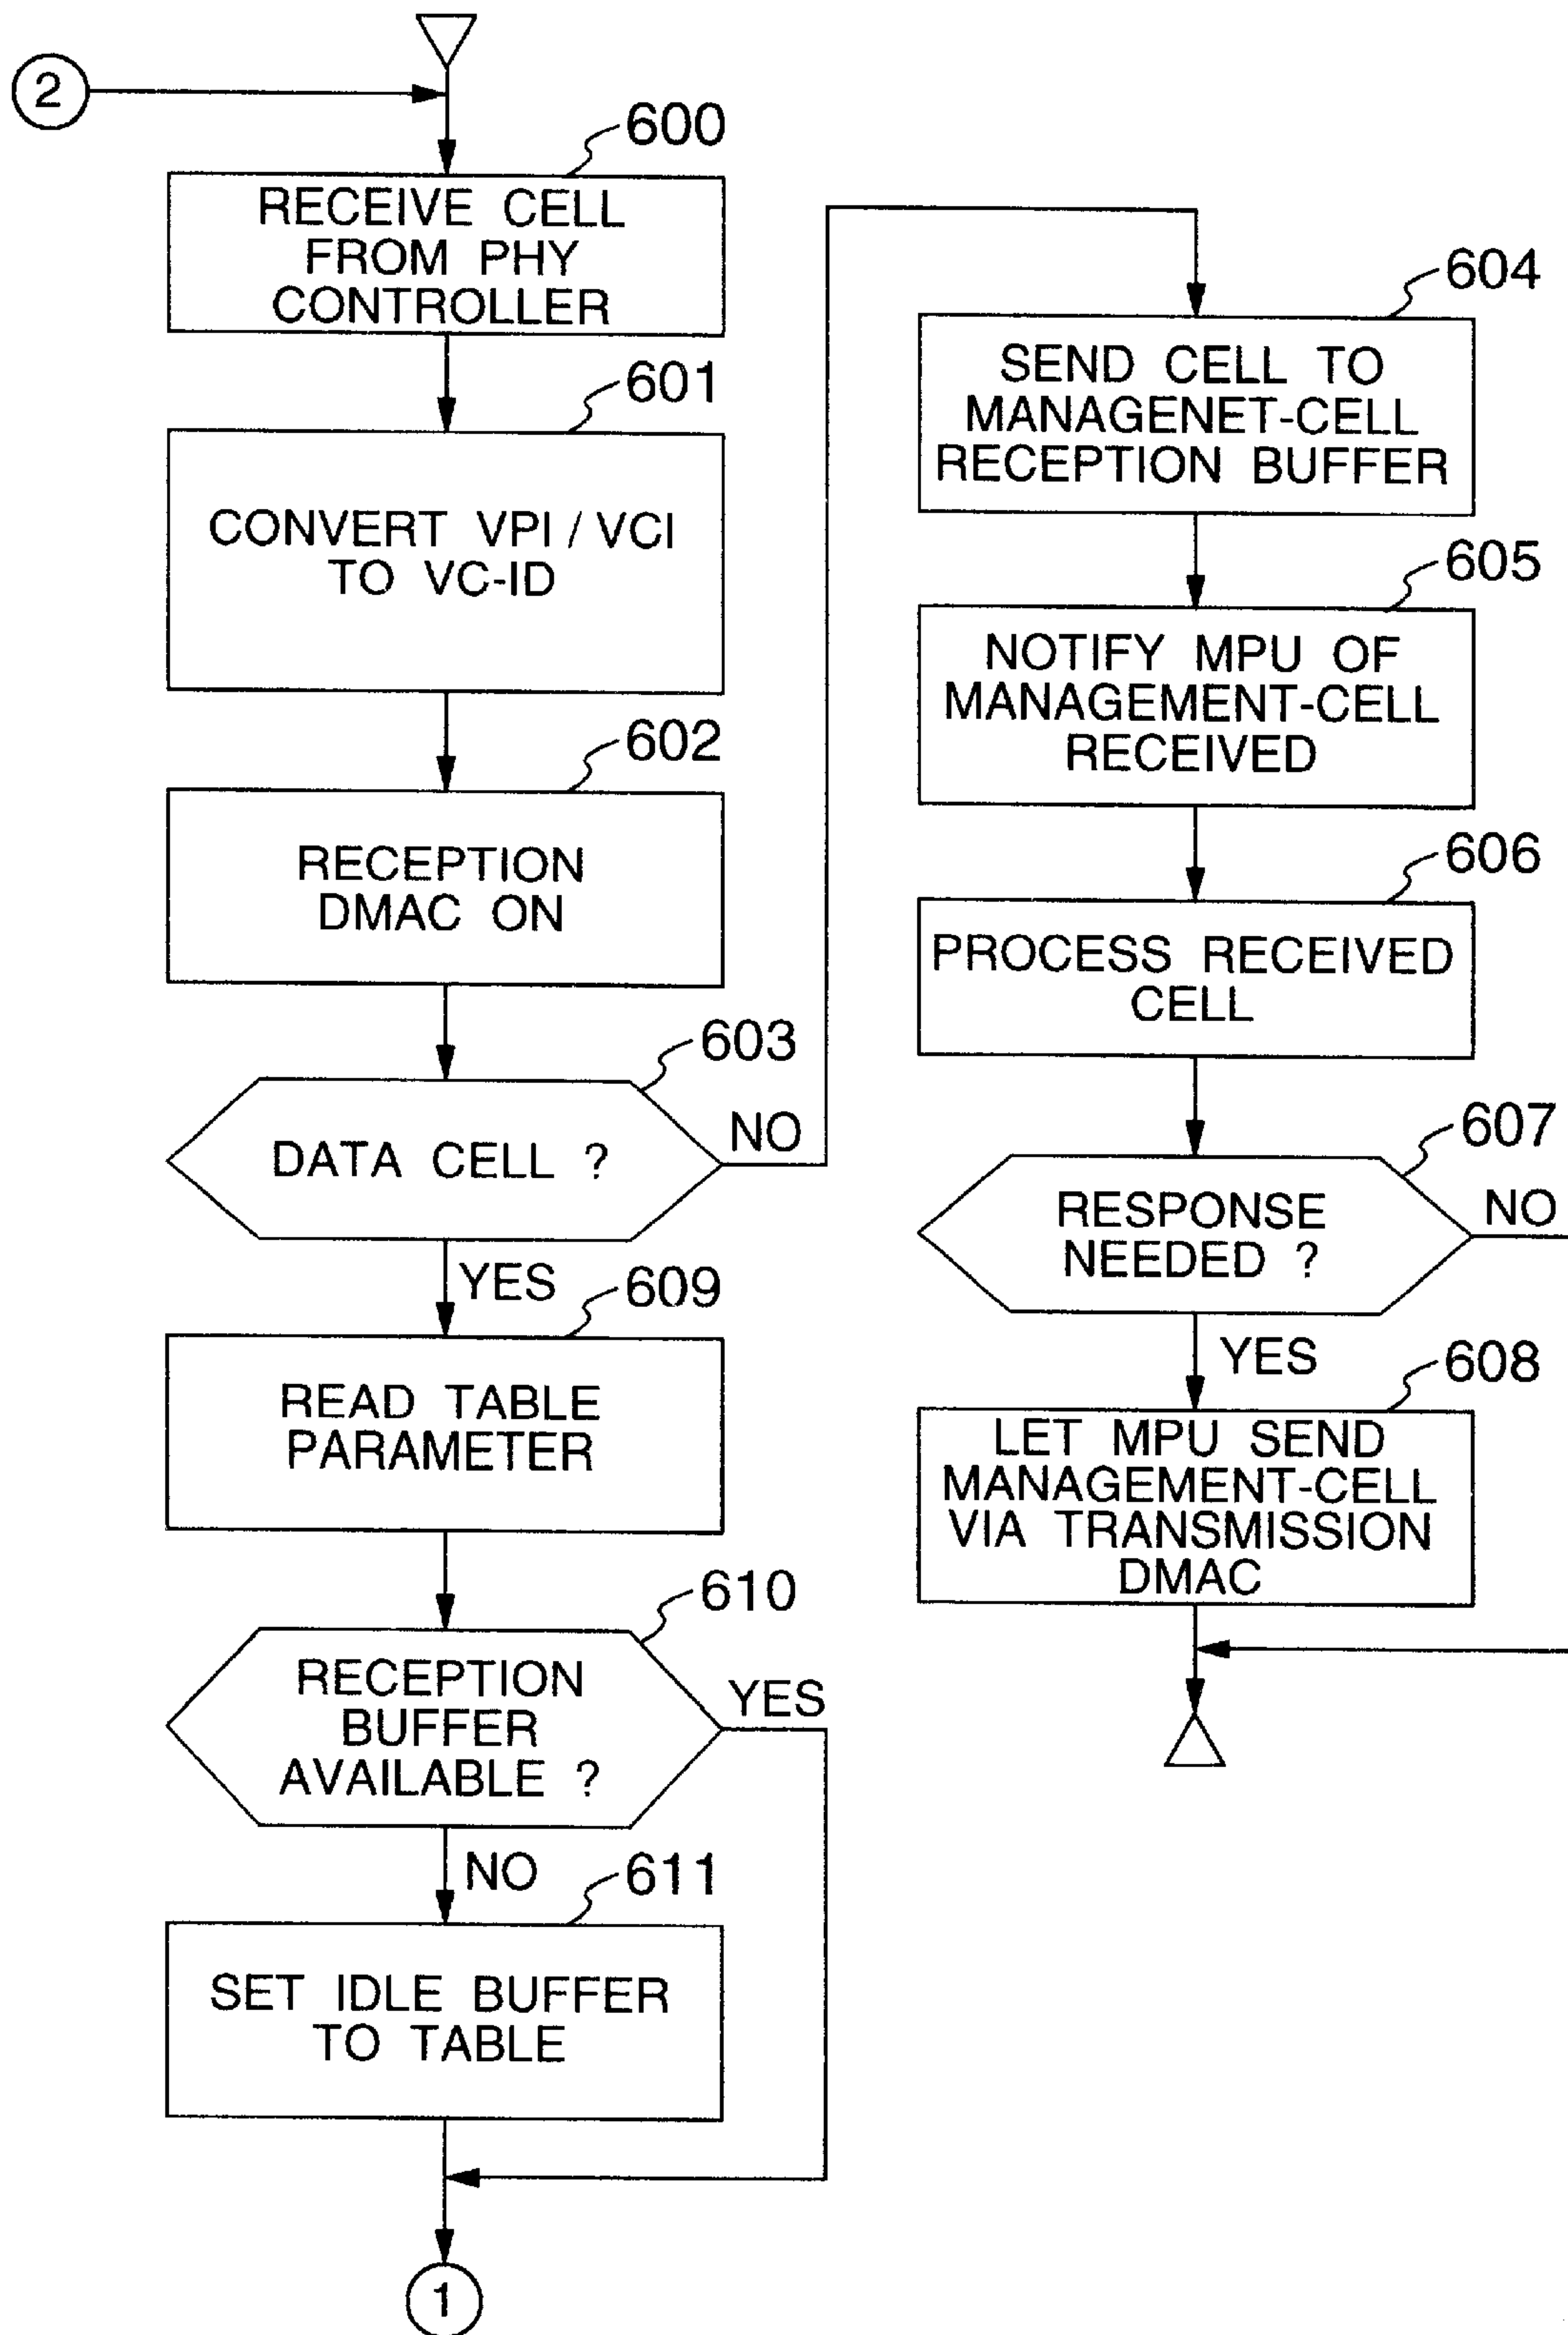 2
600
RECEIVE CELL
FROM PHY
CONTROLLER
601
CONVERT VPI / VCI
TO VC-ID
602
RECEPTION
DMAC ON
603
DATA CELL ?
NO
YES
609
READ TABLE
PARAMETER
610
RECEPTION
BUFFER
AVAILABLE ?
YES
NO
611
SET IDLE BUFFER
TO TABLE
1
604
SEND CELL TO
MANAGENET-CELL
RECEPTION BUFFER
605
NOTIFY MPU OF
MANAGEMENT-CELL
RECEIVED
606
PROCESS RECEIVED
CELL
607
RESPONSE
NEEDED ?
NO
YES
608
LET MPU SEND
MANAGEMENT-CELL
VIA TRANSMISSION
DMAC